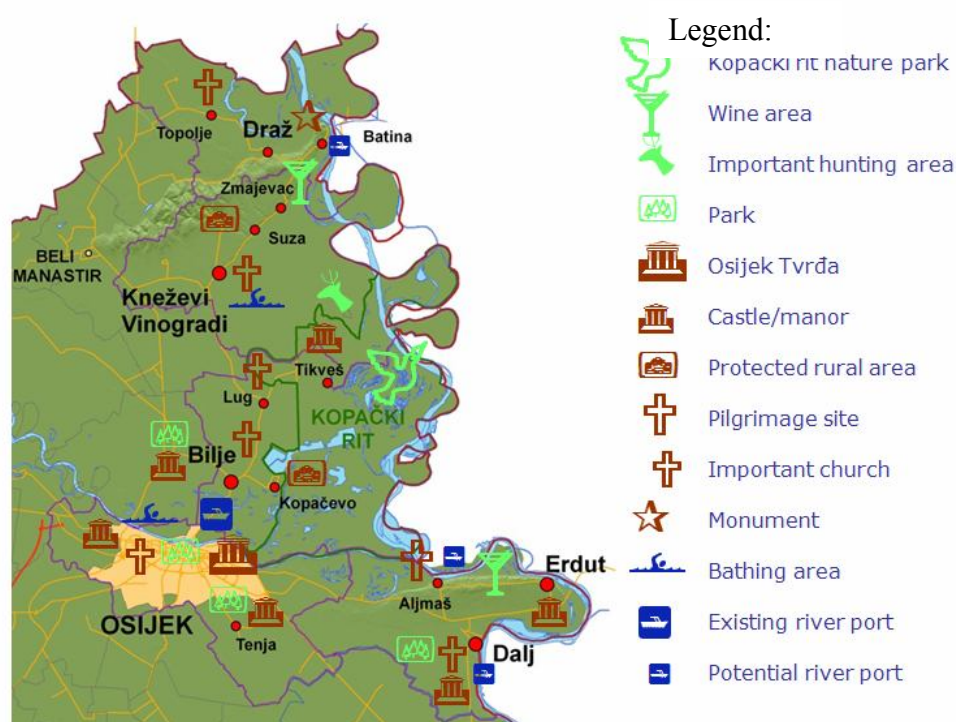 Legend:
Kopački rit nature park
Wine area
Important hunting area
Park
Osijek Tvrđa
Castle/manor
Protected rural area
Pilgrimage site
Important church
Monument
Bathing area
Existing river port
Potential river port
Topolje
Draž
Batina
Zmajevac
Suza
BELI
MANASTIR
Kneževi
Vinogradi
Tikveš
Lug
KOPAČKI
RIT
Bilje
Kopačevo
Erdut
Aljmaš
OSIJEK
Tenja
Dalj